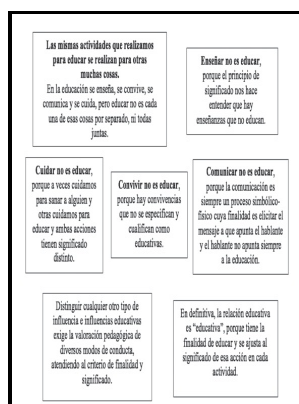 Las mismas actividades que realizamos
para educar se realizan para otras
muchas cosas.
En la educación se enseña, se convive, se
comunica y se cuida, pero educar no es cada
una de esas cosas por separado, ni todas
juntas.
Enseñar no es educar,
porque el principio de
significado nos hace
entender que hay
enseñanzas que no educan.
Cuidar no es educar,
porque a veces cuidamos
para sanar a alguien y
otras cuidamos para
educar y ambas acciones
tienen significado
distinto.
Convivir no es educar,
porque hay convivencias
que no se especifican y
cualifican como
educativas.
Comunicar no es educar,
porque la comunicación es
siempre un proceso simbólico-
físico cuya finalidad es elicitar el
mensaje a que apunta el hablante
y el hablante no apunta siempre
a la educación.
Distinguir cualquier otro tipo de
influencia e influencias educativas
exige la valoración pedagógica de
diversos modos de conducta,
atendiendo al criterio de finalidad y
significado.
En definitiva, la relación educativa
es "educativa", porque tiene la
finalidad de educar y se ajusta al
significado de esa acción en cada
actividad.